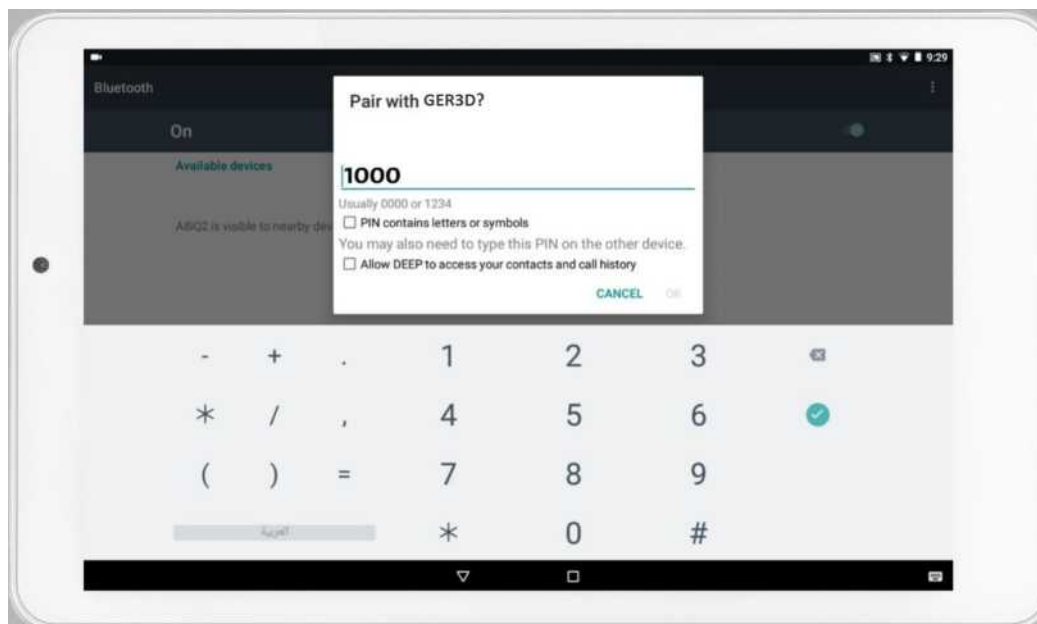 9:29
Bluetooth
On
Available devices
Pair with GER3D?
1000
Usually 0000 or 1234
PIN contains letters or symbols
You may also need to type this PIN on the other device.
Allow DEEP to access your contacts and call history
CANCEL OK
is visible to nearby
- + . 1 2 3
* / , 4 5 6
( ) = 7 8 9
العربية * 0 #